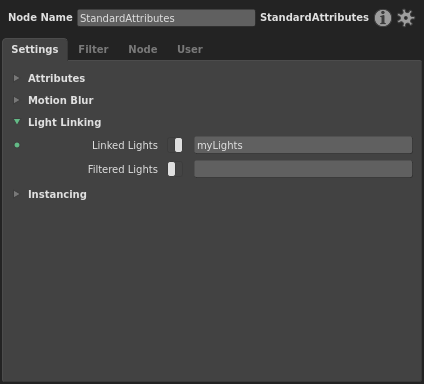 Node Name StandardAttributes StandardAttributes
Settings Filter Node User
Attributes
Motion Blur
Light Linking
Linked Lights myLights
Filtered Lights
Instancing